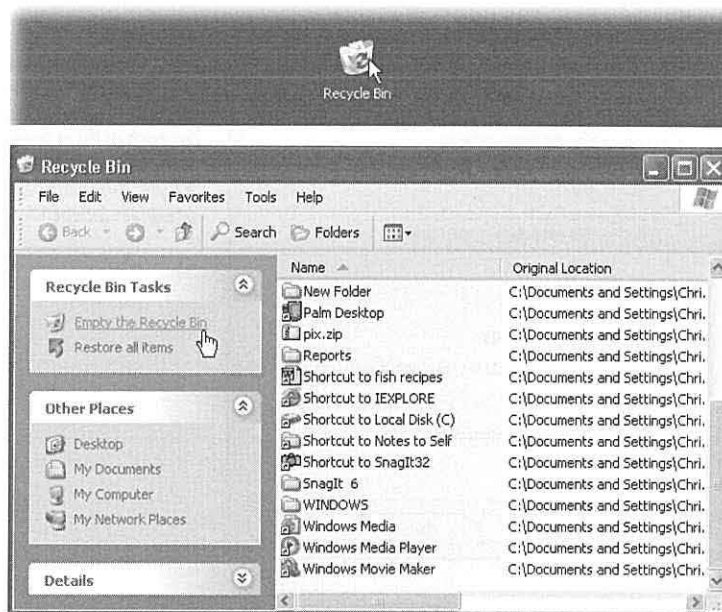 Recycle Bin
Recycle Bin
File Edit View Favorites Tools Help
Back Search Folders
Recycle Bin Tasks
Empty the Recycle Bin
Restore all items
Other Places
Desktop
My Documents
My Computer
My Network Places
Details
Name Original Location
New Folder C:\Documents and Settings\Chri.
Palm Desktop C:\Documents and Settings\Chri.
pix.zip C:\Documents and Settings\Chri.
Reports C:\Documents and Settings\Chri.
Shortcut to fish recipes C:\Documents and Settings\Chri.
Shortcut to IEXPLORE C:\Documents and Settings\Chri.
Shortcut to Local Disk (C) C:\Documents and Settings\Chri.
Shortcut to Notes to Self C:\Documents and Settings\Chri.
Shortcut to SnagIt32 C:\Documents and Settings\Chri.
SnagIt 6 C:\Documents and Settings\Chri.
WINDOWS C:\Documents and Settings\Chri.
Windows Media C:\Documents and Settings\Chri.
Windows Media Player C:\Documents and Settings\Chri.
Windows Movie Maker C:\Documents and Settings\Chri.